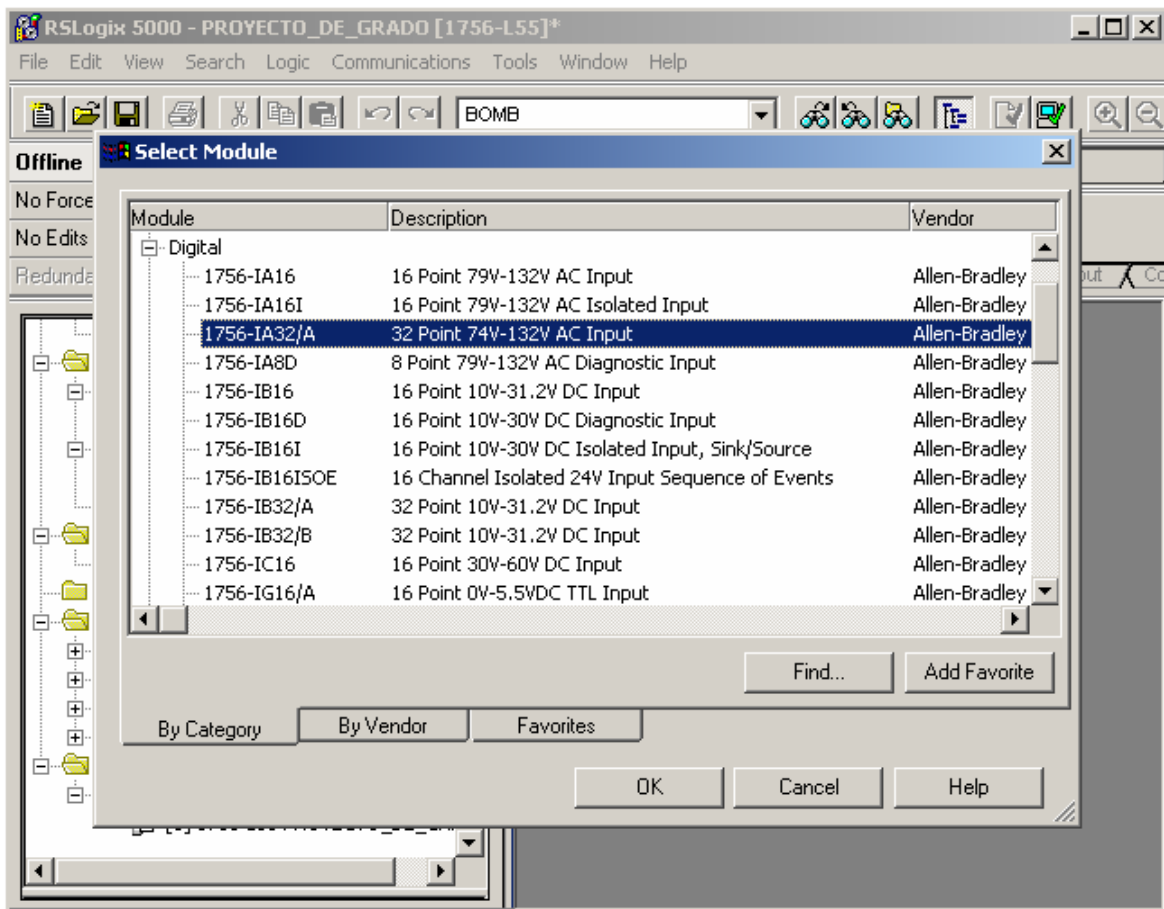 RSLogix 5000 - PROYECTO_DE_GRADO [1756-L55]*
File Edit View Search Logic Communications Tools Window Help
BOMB
Offline
No Force
No Edits
Redunda
Select Module
Module Description Vendor
Digital
1756-IA16 16 Point 79V-132V AC Input Allen-Bradley
1756-IA16I 16 Point 79V-132V AC Isolated Input Allen-Bradley
1756-IA32/A 32 Point 74V-132V AC Input Allen-Bradley
1756-IA8D 8 Point 79V-132V AC Diagnostic Input Allen-Bradley
1756-IB16 16 Point 10V-31.2V DC Input Allen-Bradley
1756-IB16D 16 Point 10V-30V DC Diagnostic Input Allen-Bradley
1756-IB16I 16 Point 10V-30V DC Isolated Input, Sink/Source Allen-Bradley
1756-IB16ISOE 16 Channel Isolated 24V Input Sequence of Events Allen-Bradley
1756-IB32/A 32 Point 10V-31.2V DC Input Allen-Bradley
1756-IB32/B 32 Point 10V-31.2V DC Input Allen-Bradley
1756-IC16 16 Point 30V-60V DC Input Allen-Bradley
1756-IG16/A 16 Point 0V-5.5VDC TTL Input Allen-Bradley
Find... Add Favorite
By Category By Vendor Favorites
OK Cancel Help